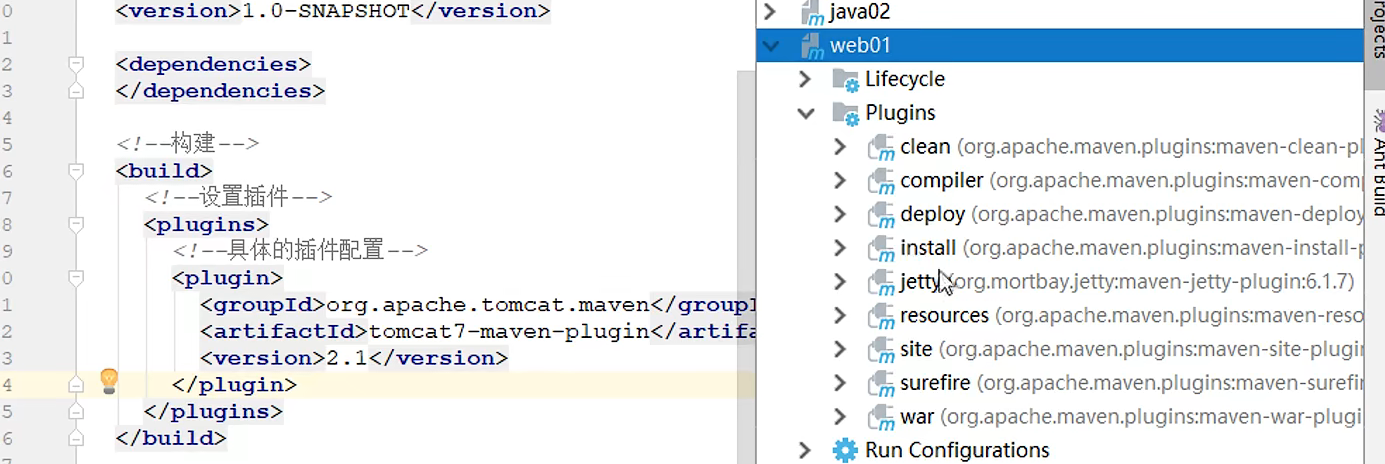 0 <version>1.0-SNAPSHOT</version>
1
2 <dependencies>
3 </dependencies>
4
5 <!--构建-->
6 <build>
7 <!--设置插件-->
8 <plugins>
9 <!--具体的插件配置-->
0 <plugin>
1 <groupId>org.apache.tomcat.maven</groupI
2 <artifactId>tomcat7-maven-plugin</artifa
3 <version>2.1</version>
4 </plugin>
5 </plugins>
6 </build>
java02
web01
Lifecycle
Plugins
clean (org.apache.maven.plugins:maven-clean-pl
compiler (org.apache.maven.plugins:maven-comp
deploy (org.apache.maven.plugins:maven-deploy
install (org.apache.maven.plugins:maven-install-p
jetty (org.mortbay.jetty:maven-jetty-plugin:6.1.7)
resources (org.apache.maven.plugins:maven-reso
site (org.apache.maven.plugins:maven-site-plugin
surefire (org.apache.maven.plugins:maven-surefir
war (org.apache.maven.plugins:maven-war-plugi
Run Configurations
rojects
Ant Build